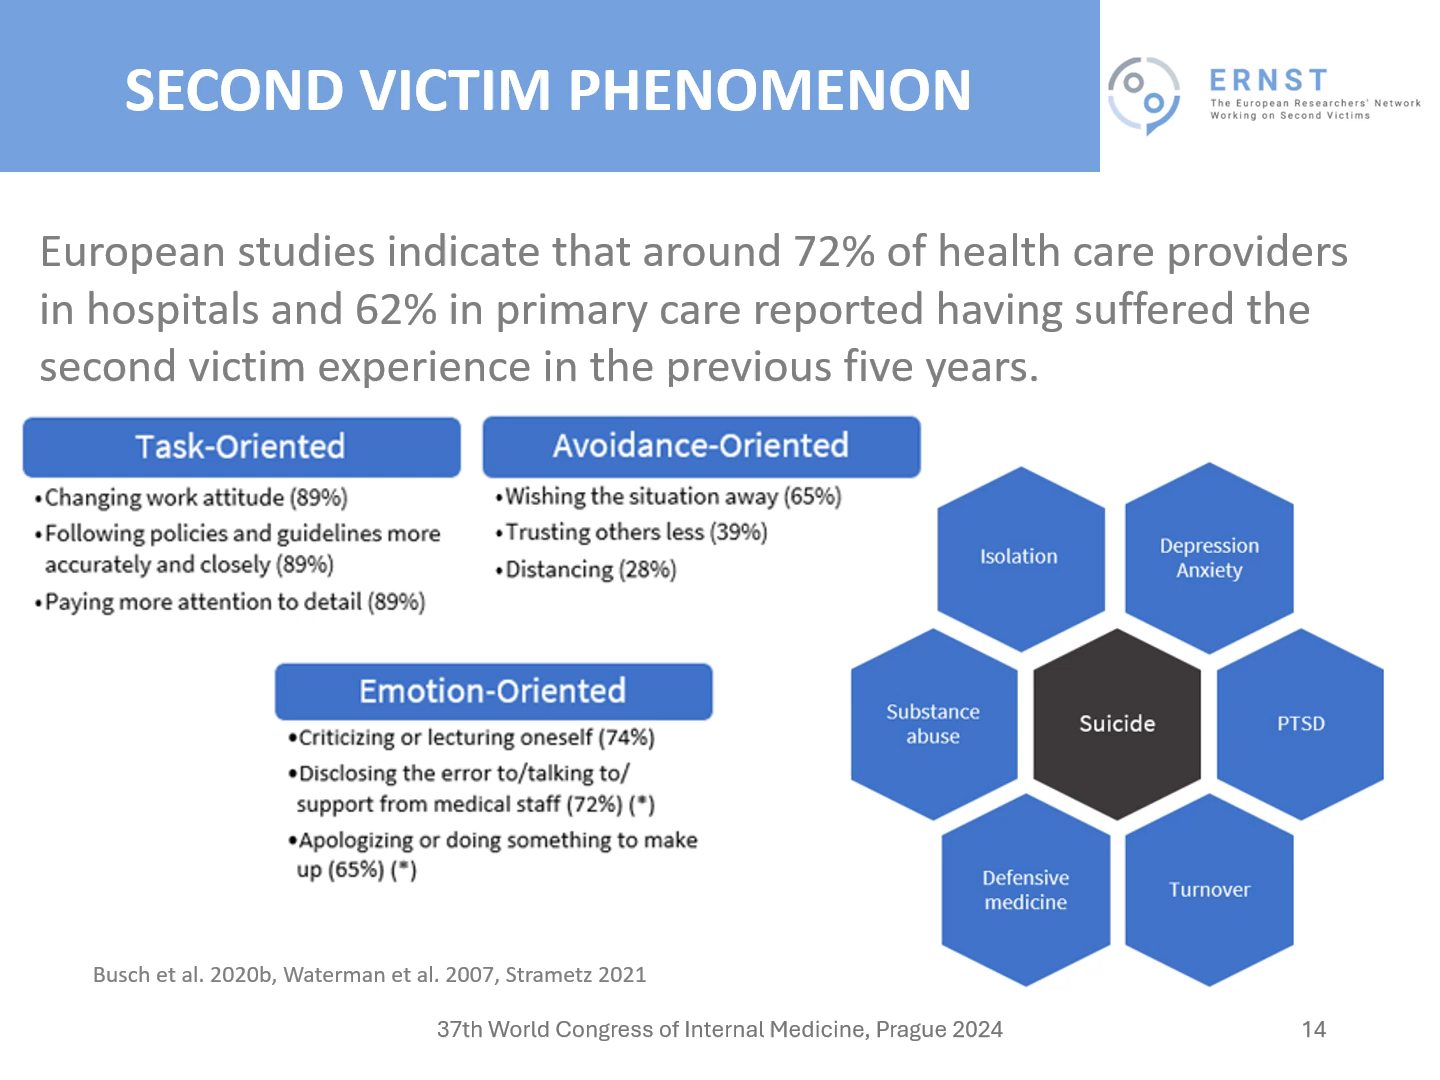 SECOND VICTIM PHENOMENON
ERNST
The European Researchers' Network
Working on Second Victims
European studies indicate that around 72% of health care providers
in hospitals and 62% in primary care reported having suffered the
second victim experience in the previous five years.
Task-Oriented
•Changing work attitude (89%)
•Following policies and guidelines more
accurately and closely (89%)
•Paying more attention to detail (89%)
Avoidance-Oriented
•Wishing the situation away (65%)
•Trusting others less (39%)
•Distancing (28%)
Emotion-Oriented
•Criticizing or lecturing oneself (74%)
•Disclosing the error to/talking to/
support from medical staff (72%) (*)
•Apologizing or doing something to make
up (65%) (*)
Isolation
Depression
Anxiety
Substance
abuse
Suicide
PTSD
Defensive
medicine
Turnover
Busch et al. 2020b, Waterman et al. 2007, Strametz 2021
37th World Congress of Internal Medicine, Prague 2024
14